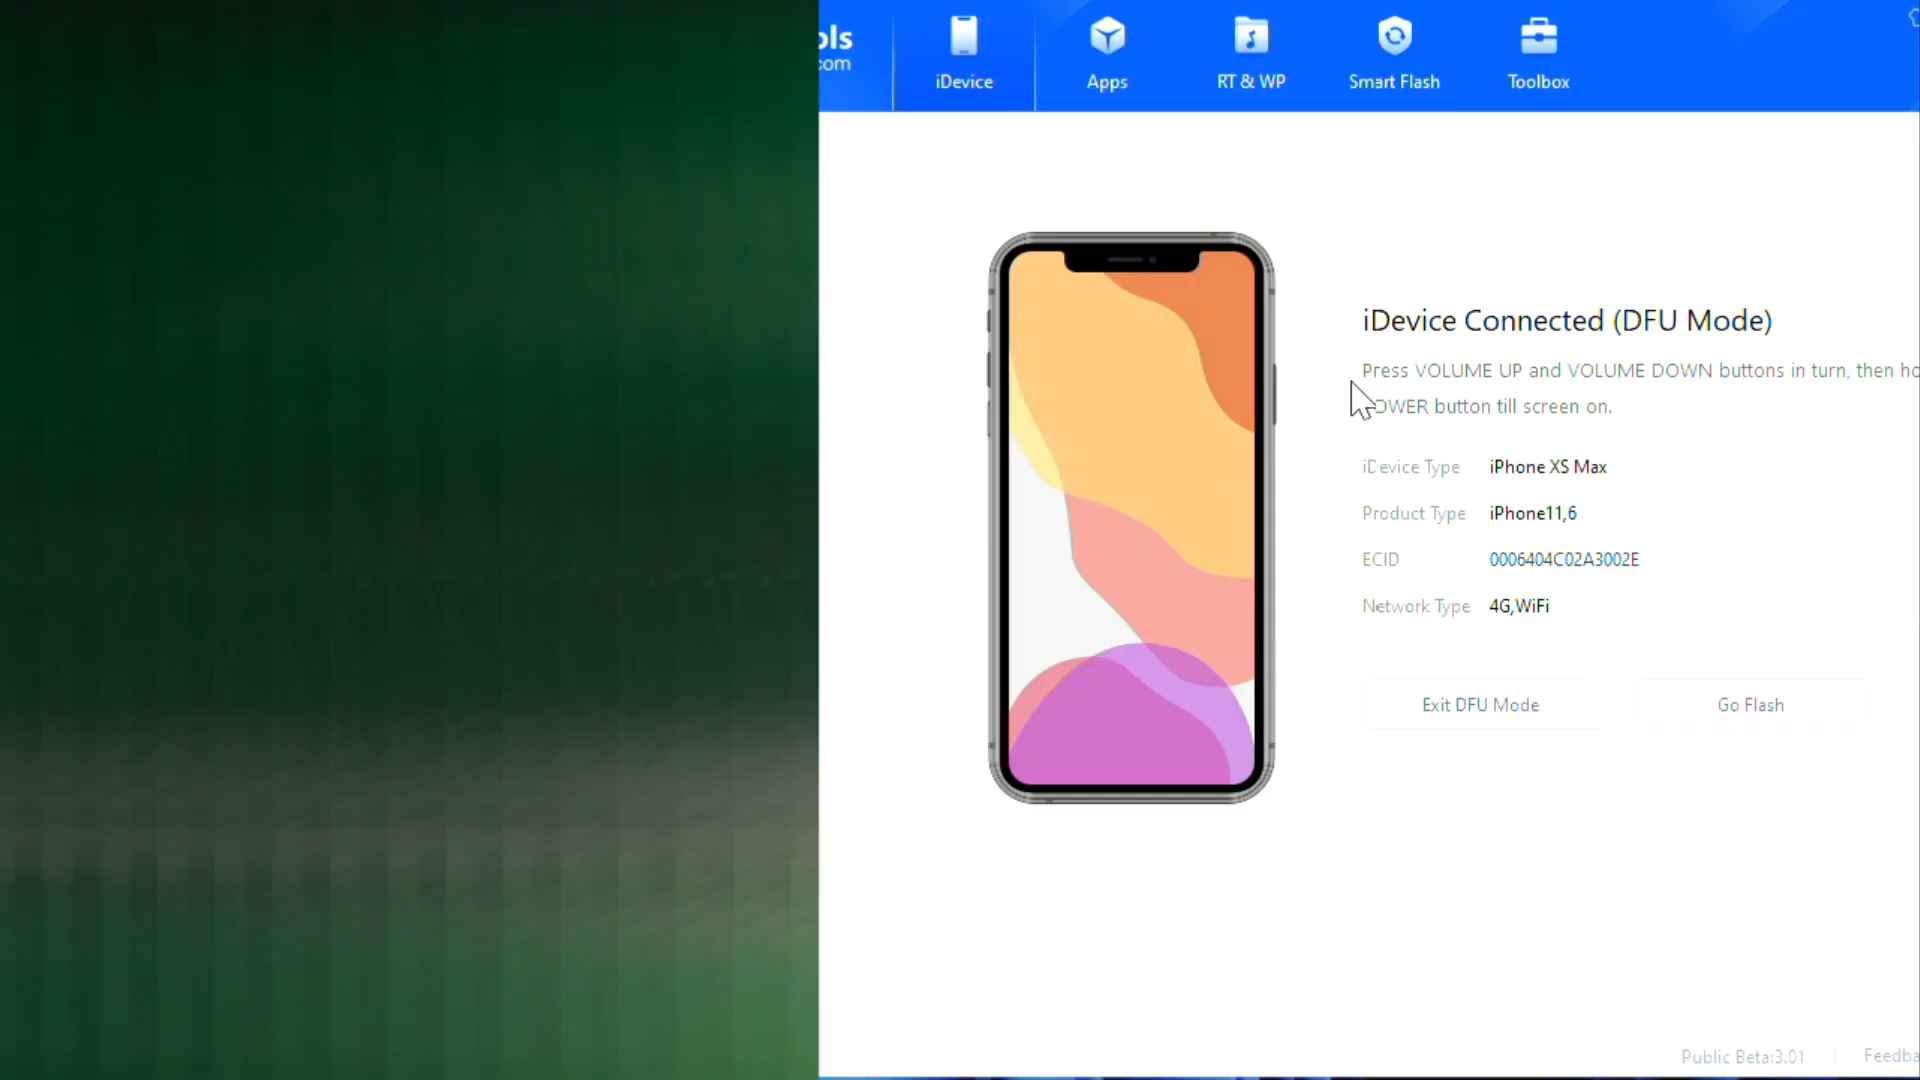 ols
com
iDevice
Apps
RT & WP
Smart Flash
Toolbox
iDevice Connected (DFU Mode)
Press VOLUME UP and VOLUME DOWN buttons in turn, then ho
OWER button till screen on.
iDevice Type iPhone XS Max
Product Type iPhone11,6
ECID 0006404C02A3002E
Network Type 4G,WiFi
Exit DFU Mode
Go Flash
Public Beta:3.01
Feedba